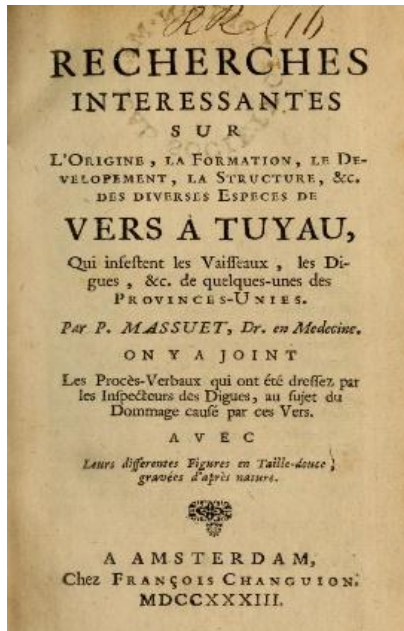 RR (11)
RECHERCHES
INTERESSANTES
SUR
L'ORIGINE, LA FORMATION, LE DE-
VELOPEMENT, LA STRUCTURE, &c.
DES DIVERSES ESPECES DE
VERS A TUYAU,
Qui infeſtent les Vaiſſeaux, les Di-
gues, &c. de quelques-unes des
PROVINCES-UNIES.
Par P. MASSUET, Dr. en Medecine.
ON Y A JOINT
Les Procès-Verbaux qui ont été dreſſez par
les Inſpecteurs des Digues, au ſujet du
Dommage cauſé par ces Vers.
AVEC
Leurs differentes Figures en Taille-douce;
gravées d'après nature.
A AMSTERDAM,
Chez FRANÇOIS CHANGUION.
MDCCXXXIII.